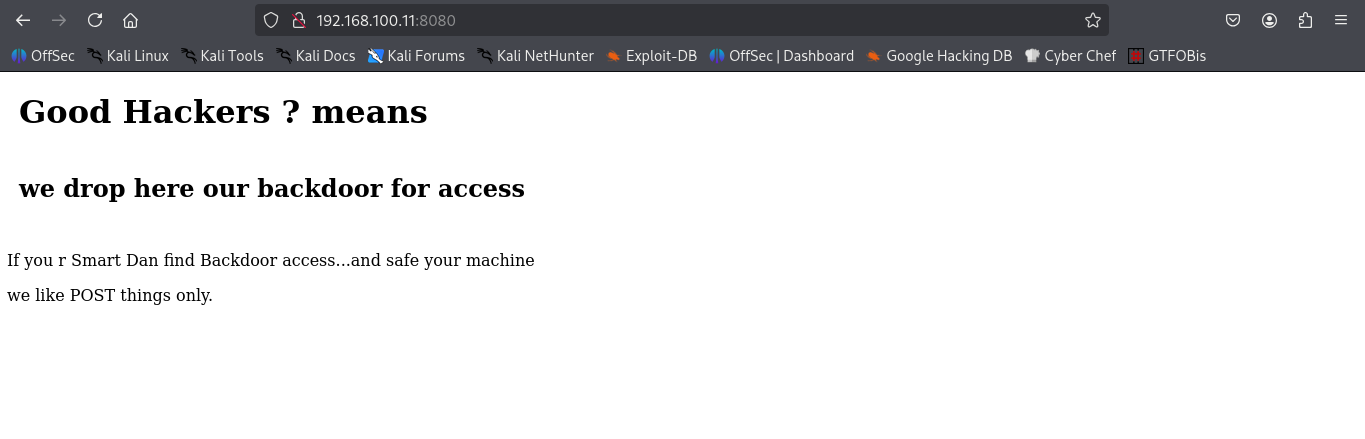 192.168.100.11:8080
OffSec Kali Linux Kali Tools Kali Docs Kali Forums Kali NetHunter Exploit-DB OffSec | Dashboard Google Hacking DB Cyber Chef GTFOBis
Good Hackers ? means
we drop here our backdoor for access
If you r Smart Dan find Backdoor access...and safe your machine
we like POST things only.